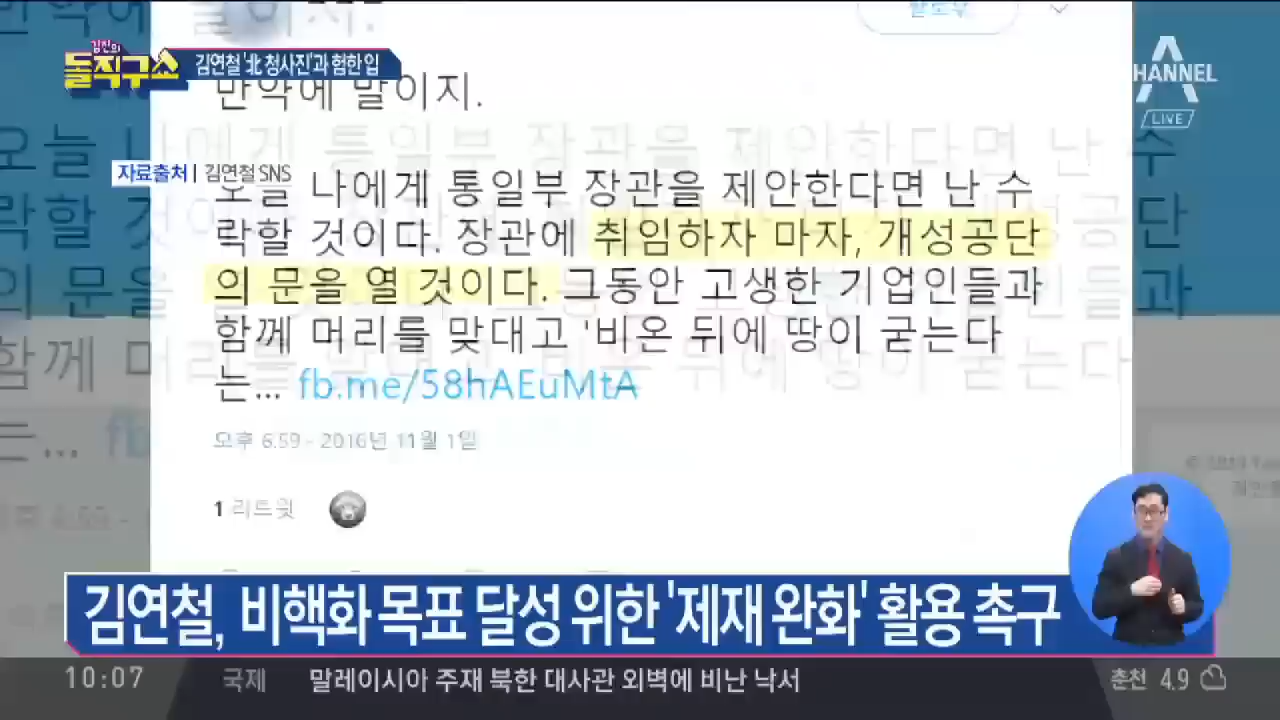 김진의
돌직구쇼
김연철 '北 청사진'과 험한 입
CHANNEL A
LIVE
만약에 말이지.
자료출처 | 김연철 SNS
오늘 나에게 통일부 장관을 제안한다면 난 수
락할 것이다. 장관에 취임하자 마자, 개성공단
의 문을 열 것이다. 그동안 고생한 기업인들과
함께 머리를 맞대고 '비온 뒤에 땅이 굳는다
는... fb.me/58hAEuMtA
오후 6:59 - 2016년 11월 1일
1 리트윗
김연철, 비핵화 목표 달성 위한 '제재 완화' 활용 촉구
10:07 국제 말레이시아 주재 북한 대사관 외벽에 비난 낙서 춘천 4.9